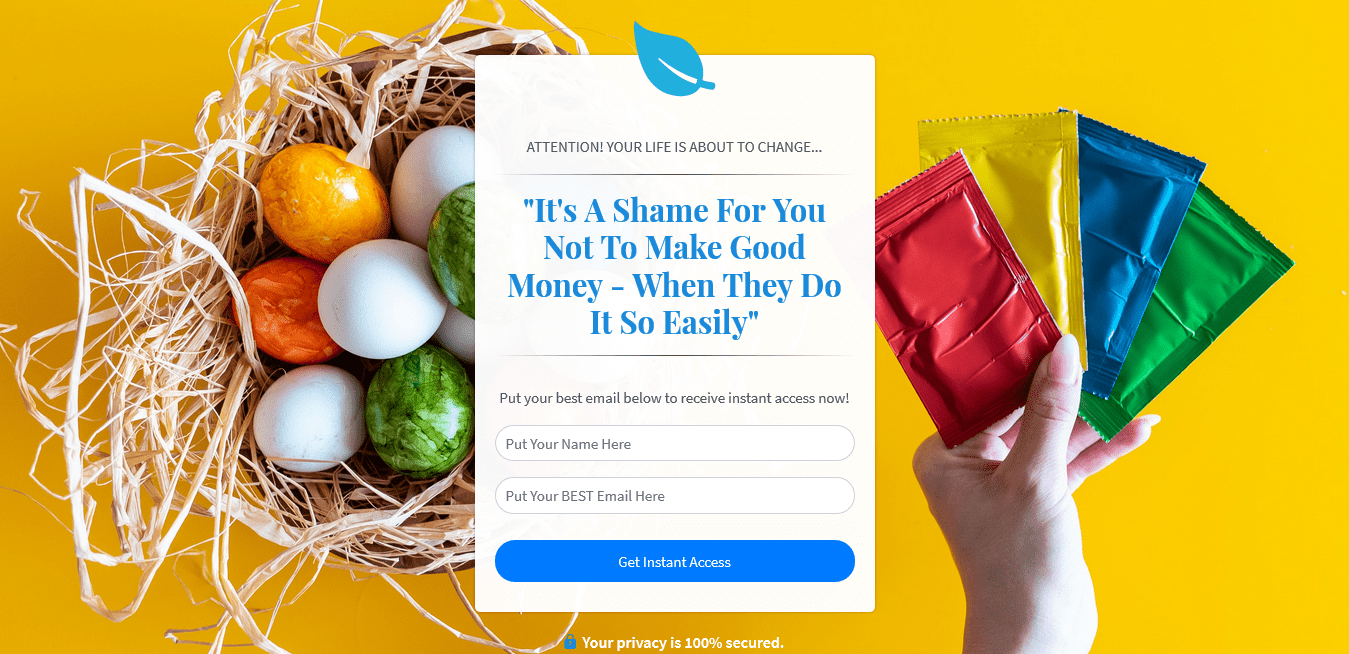 ATTENTION! YOUR LIFE IS ABOUT TO CHANGE...
"It's A Shame For You
Not To Make Good
Money - When They Do
It So Easily"
Put your best email below to receive instant access now!
Put Your Name Here
Put Your BEST Email Here
Get Instant Access
Your privacy is 100% secured.